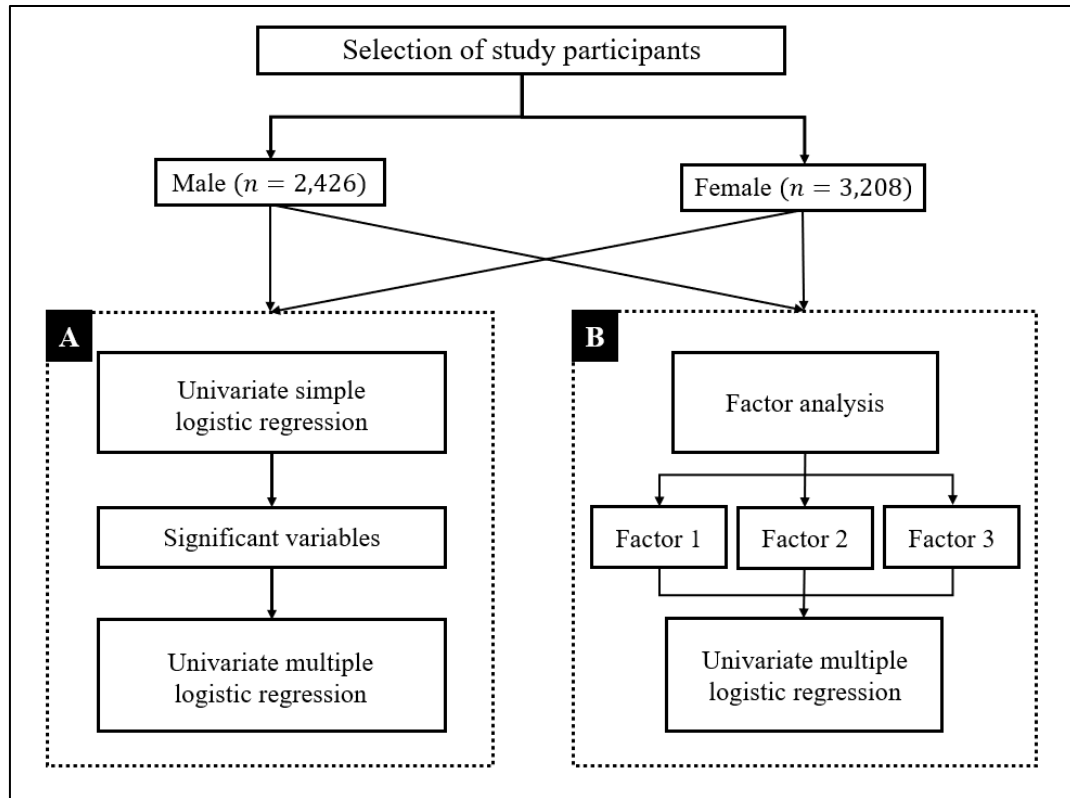 Selection of study participants
Male (n = 2,426)
Female (n = 3,208)
A
Univariate simple
logistic regression
Significant variables
Univariate multiple
logistic regression
B
Factor analysis
Factor 1
Factor 2
Factor 3
Univariate multiple
logistic regression